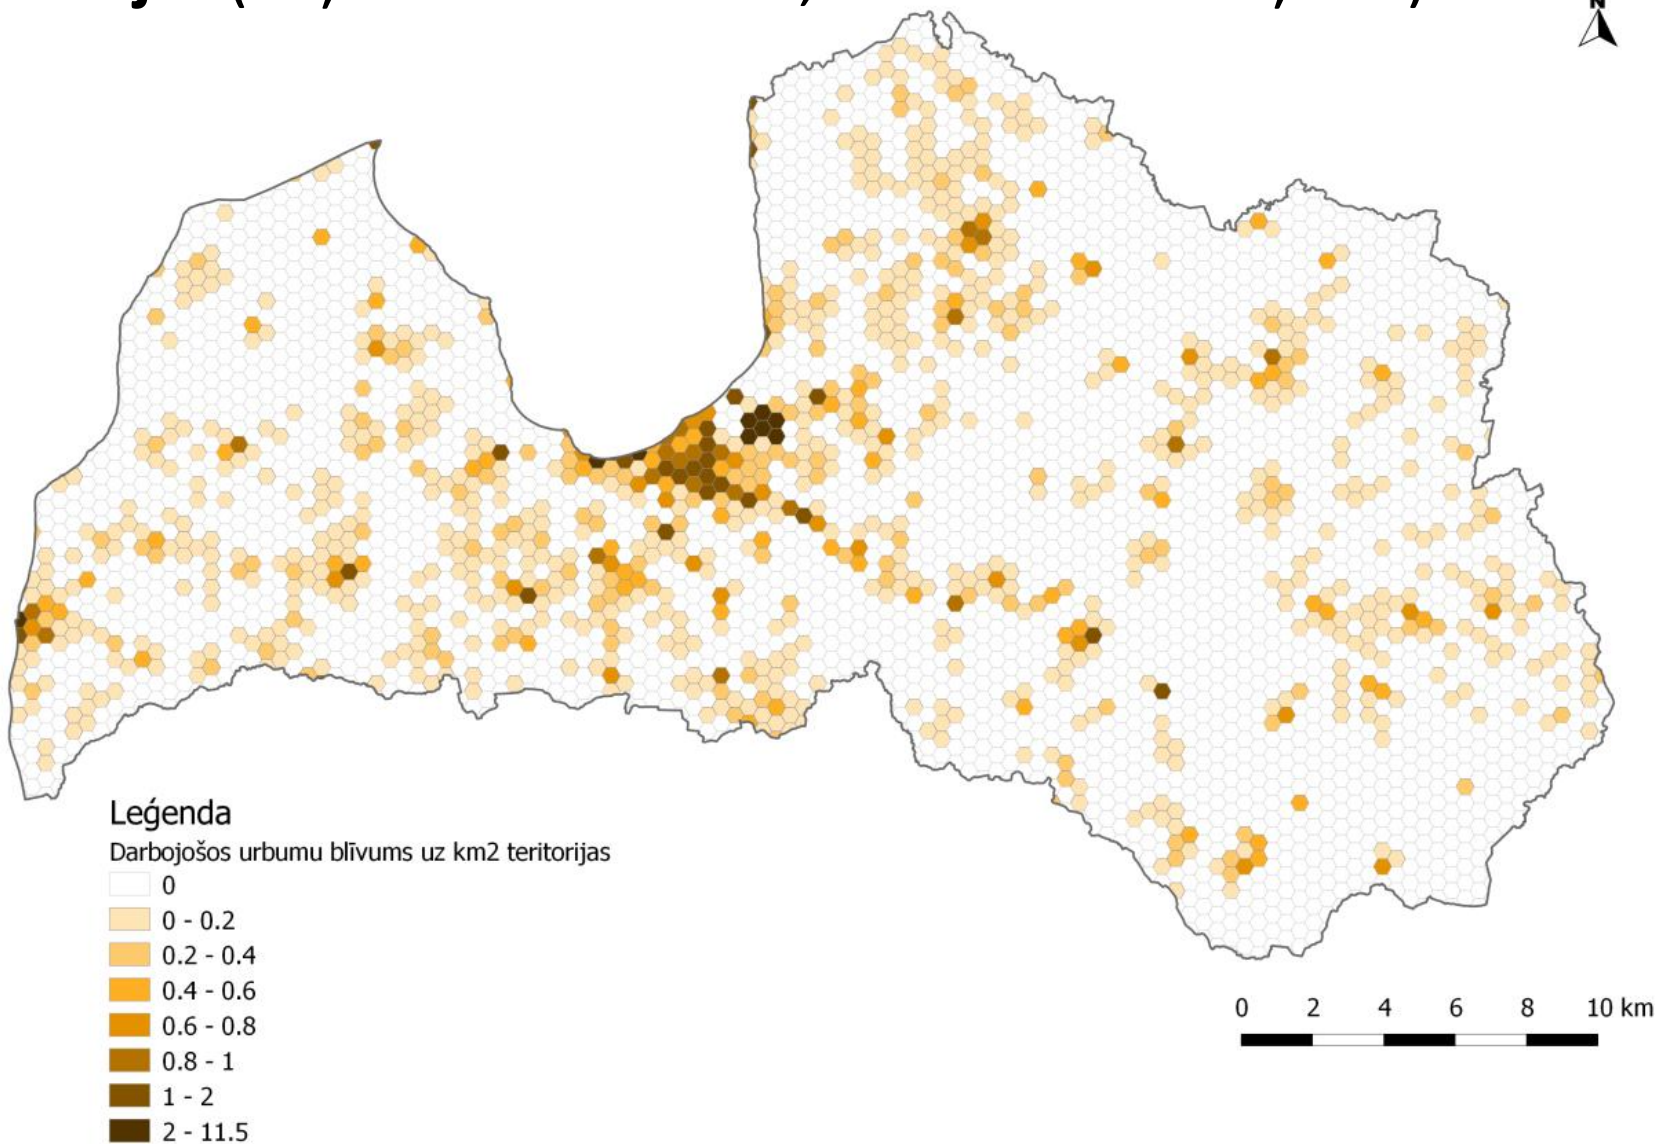 N
Leģenda
Darbojošos urbumu blīvums uz km2 teritorijas
0
0 - 0.2
0.2 - 0.4
0.4 - 0.6
0.6 - 0.8
0.8 - 1
1 - 2
2 - 11.5
0 2 4 6 8 10 km